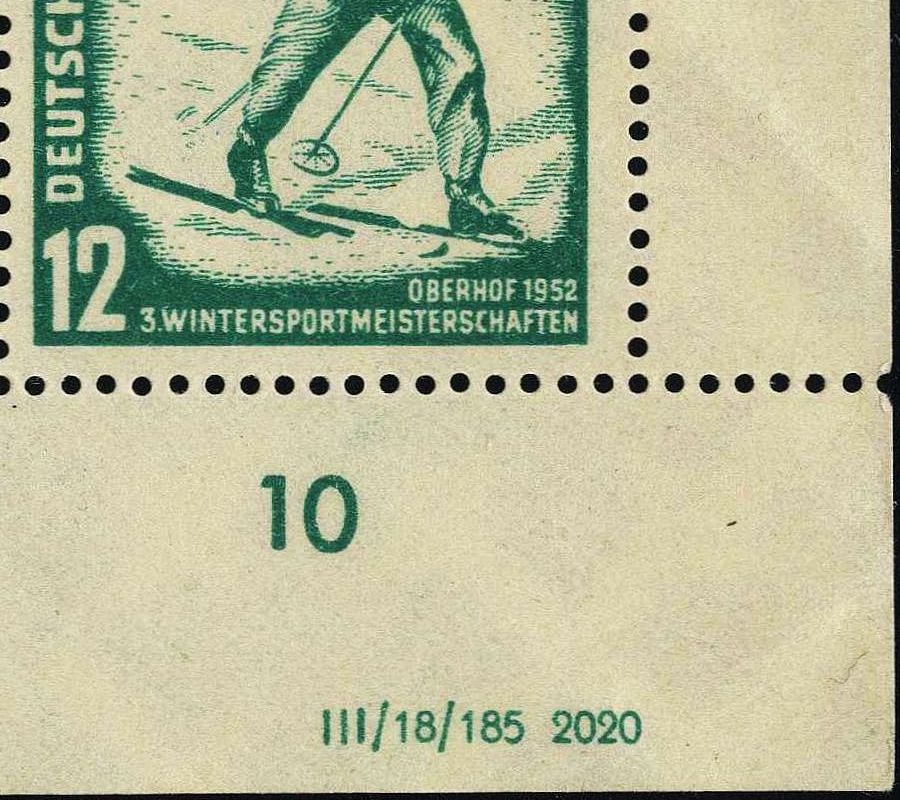 DEUTSCH
12
OBERHOF 1952
3.WINTERSPORTMEISTERSCHAFTEN
10
III/18/185 2020